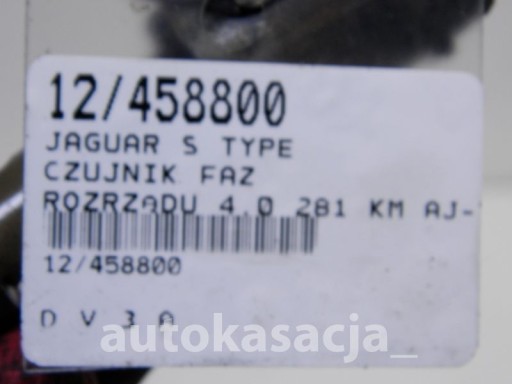 12/458800
JAGUAR S TYPE
CZUJNIK FAZ
ROZRZADU 4.0 281 KM AJ-
12/458800
D V 3 A
autokasacja_